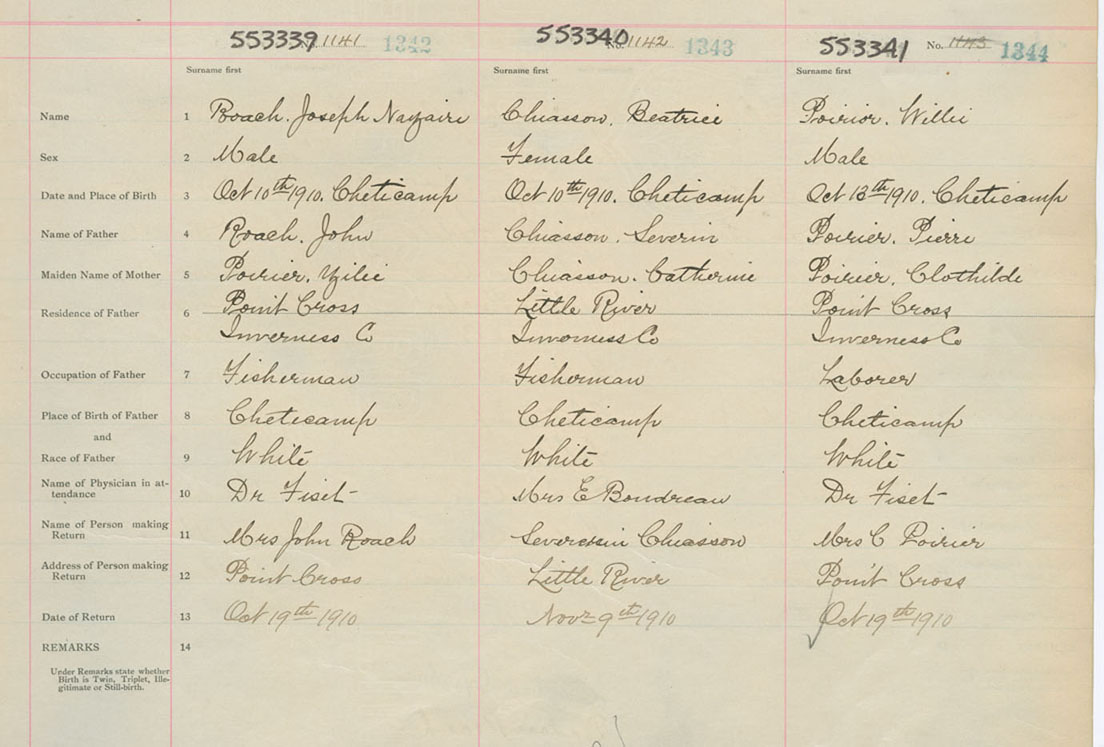 553339 No. 1141 1342 553340 No. 1142 1343 553341 No. 1143 1344
Surname first Surname first Surname first
Name 1 Roach. Joseph Nazaire Chiasson, Beatrice Poirior. Willie
Sex 2 Male Female Male
Date and Place of Birth 3 Oct 10th 1910. Cheticamp Oct 10th 1910. Cheticamp Oct 13th 1910. Cheticamp
Name of Father 4 Roach. John Chiasson. Severin Poirier. Pierre
Maiden Name of Mother 5 Poirier, Chiasson. Catherine Poirier, Clothilde
Residence of Father 6 Point Cross Little River Point Cross
Inverness Co Inverness Co Inverness Co
Occupation of Father 7 Fisherman Fisherman Laborer
Place of Birth of Father 8 Cheticamp Cheticamp Cheticamp
and
Race of Father 9 White White White
Name of Physician in at-
tendance 10 Dr Fiset Mrs E Boudreau Dr Fiset
Name of Person making
Return 11 Mrs John Roach Chiasson Mrs C Poirier
Address of Person making
Return 12 Point Cross Little River Point Cross
Date of Return 13 Oct 19th 1910 Nov 9th 1910 Oct 19th 1910
REMARKS 14
Under Remarks state whether
Birth is Twin, Triplet, Ille-
gitimate or Still-birth.